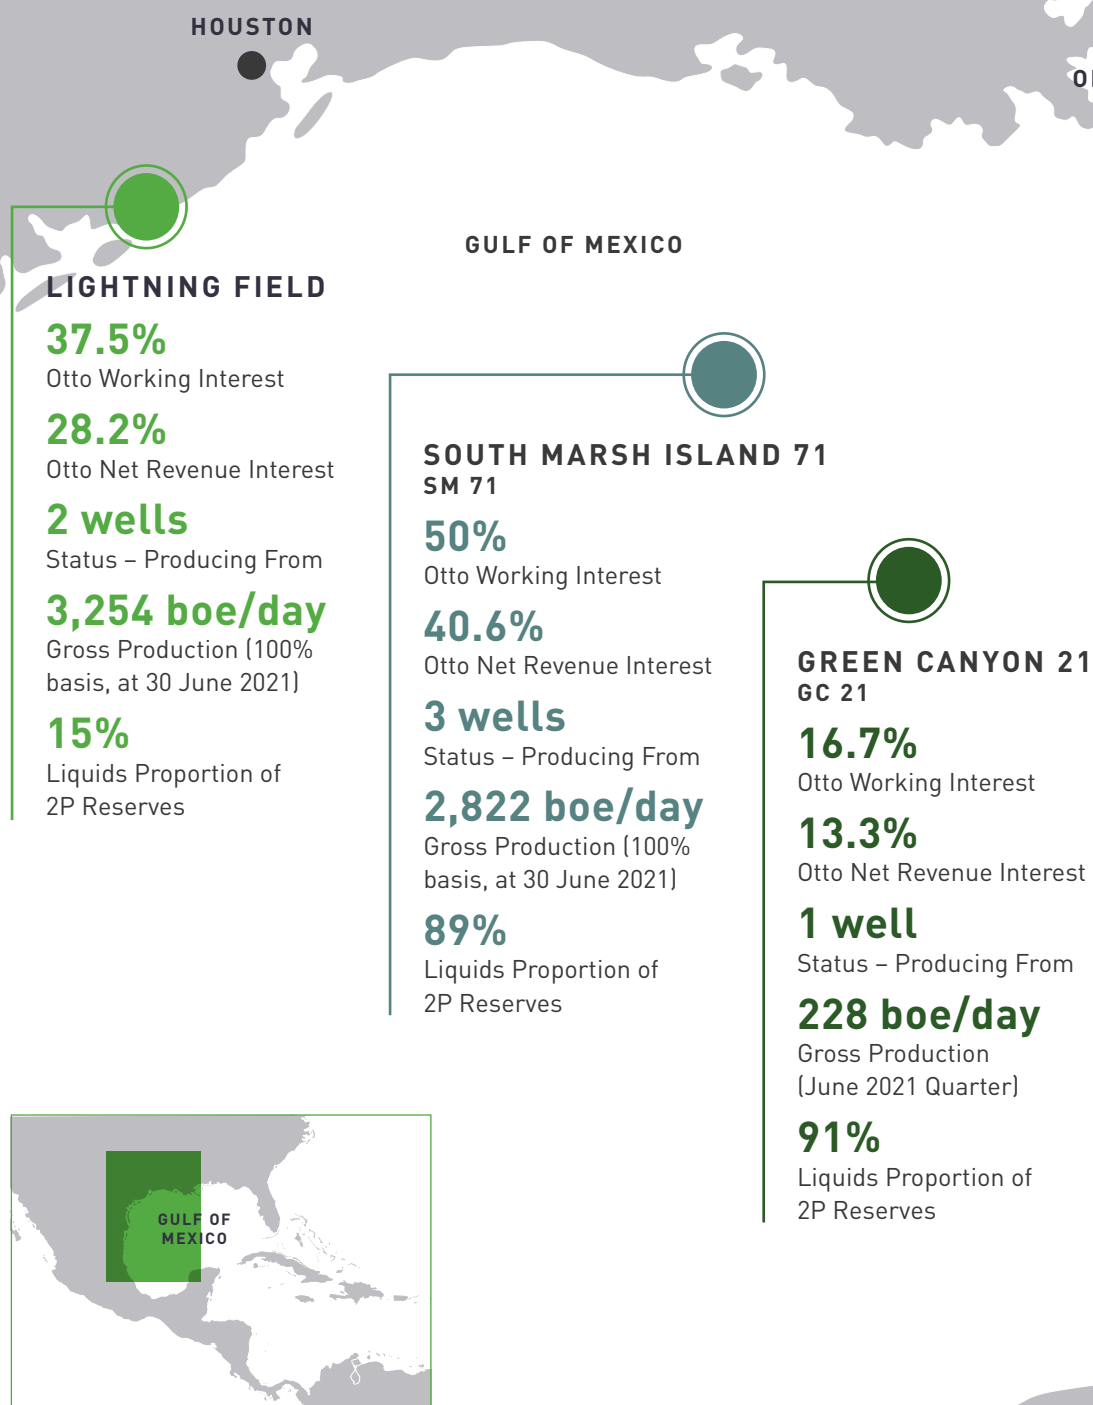 HOUSTON
GULF OF MEXICO
LIGHTNING FIELD
37.5%
Otto Working Interest
28.2%
Otto Net Revenue Interest
2 wells
Status – Producing From
3,254 boe/day
Gross Production (100%
basis, at 30 June 2021)
15%
Liquids Proportion of
2P Reserves
SOUTH MARSH ISLAND 71
SM 71
50%
Otto Working Interest
40.6%
Otto Net Revenue Interest
3 wells
Status – Producing From
2,822 boe/day
Gross Production (100%
basis, at 30 June 2021)
89%
Liquids Proportion of
2P Reserves
GREEN CANYON 21
GC 21
16.7%
Otto Working Interest
13.3%
Otto Net Revenue Interest
1 well
Status – Producing From
228 boe/day
Gross Production
(June 2021 Quarter)
91%
Liquids Proportion of
2P Reserves
GULF OF
MEXICO